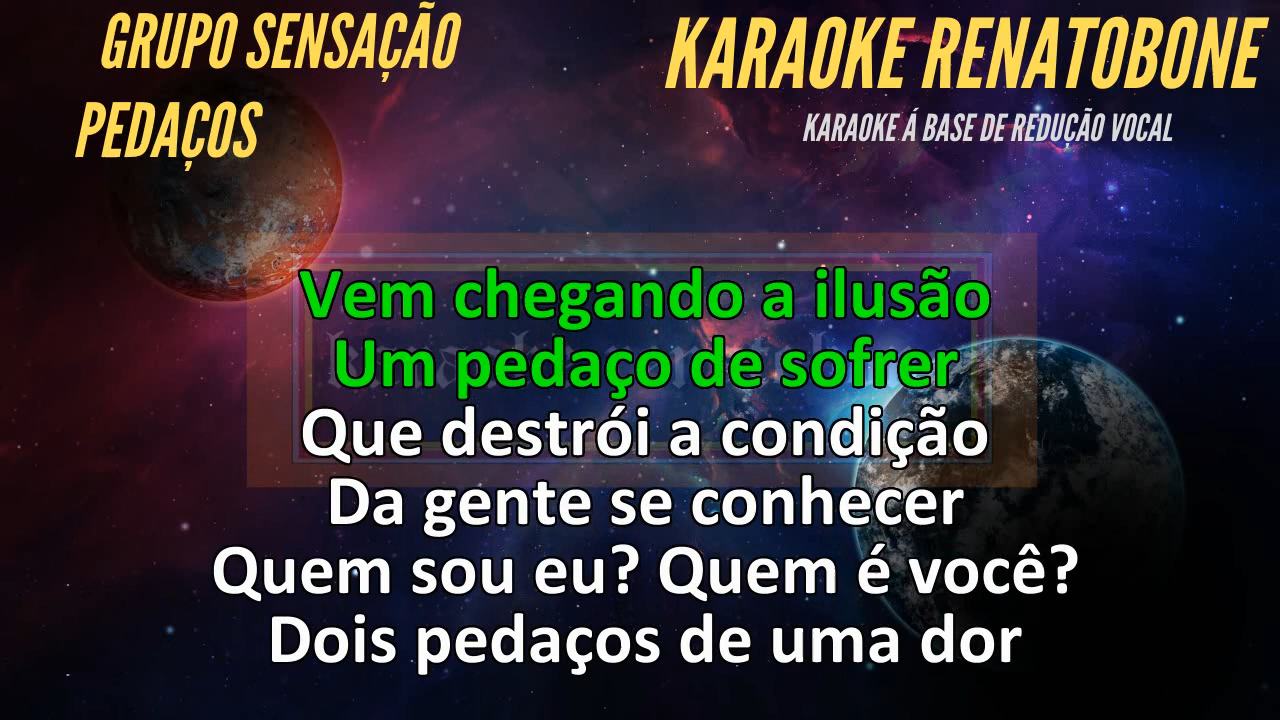 GRUPO SENSAÇÃO
PEDAÇOS
KARAOKE RENATOBONE
KARAOKE Á BASE DE REDUÇÃO VOCAL
Vem chegando a ilusão
Um pedaço de sofrer
Que destrói a condição
Da gente se conhecer
Quem sou eu? Quem é você?
Dois pedaços de uma dor